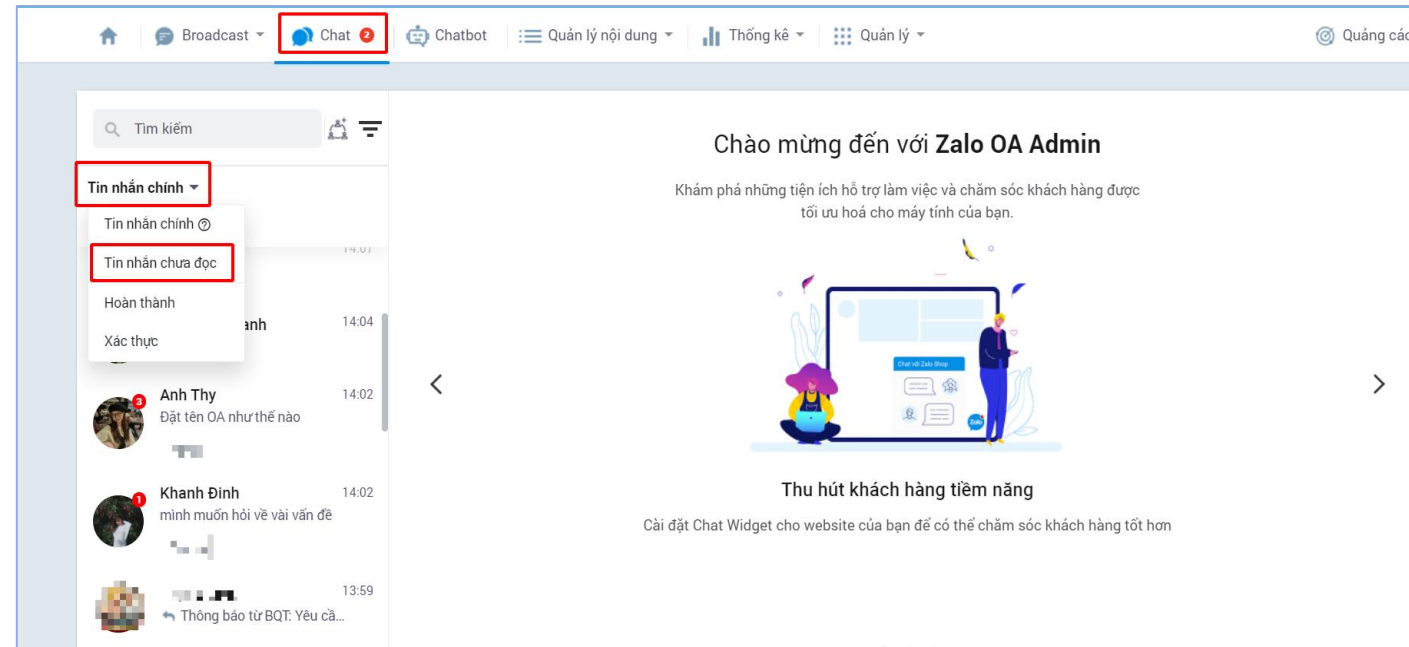 Broadcast
Chat 2
Chatbot
Quản lý nội dung
Thống kê
Quản lý
Quảng cáo
Tìm kiếm
Tin nhắn chính
Tin nhắn chính
Tin nhắn chưa đọc
Hoàn thành
Xác thực
14:07
anh
14:04
3
Anh Thy
14:02
Đặt tên OA như thế nào
1
Khanh Đinh
14:02
mình muốn hỏi về vài vấn đề
13:59
Thông báo từ BQT: Yêu cầ...
Chào mừng đến với Zalo OA Admin
Khám phá những tiện ích hỗ trợ làm việc và chăm sóc khách hàng được
tối ưu hoá cho máy tính của bạn.
Chat với Zalo Shop
Zalo
Thu hút khách hàng tiềm năng
Cài đặt Chat Widget cho website của bạn để có thể chăm sóc khách hàng tốt hơn